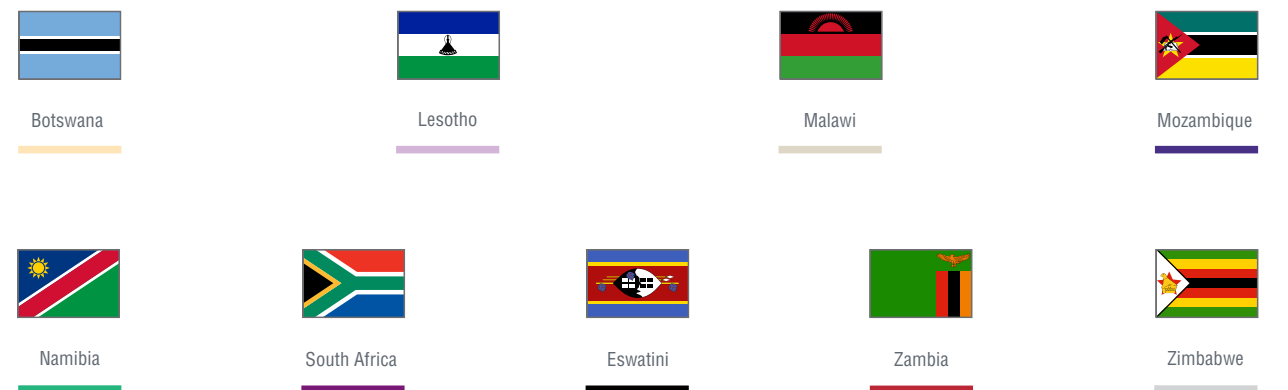 Botswana
Lesotho
Malawi
Mozambique
Namibia
South Africa
Eswatini
Zambia
Zimbabwe